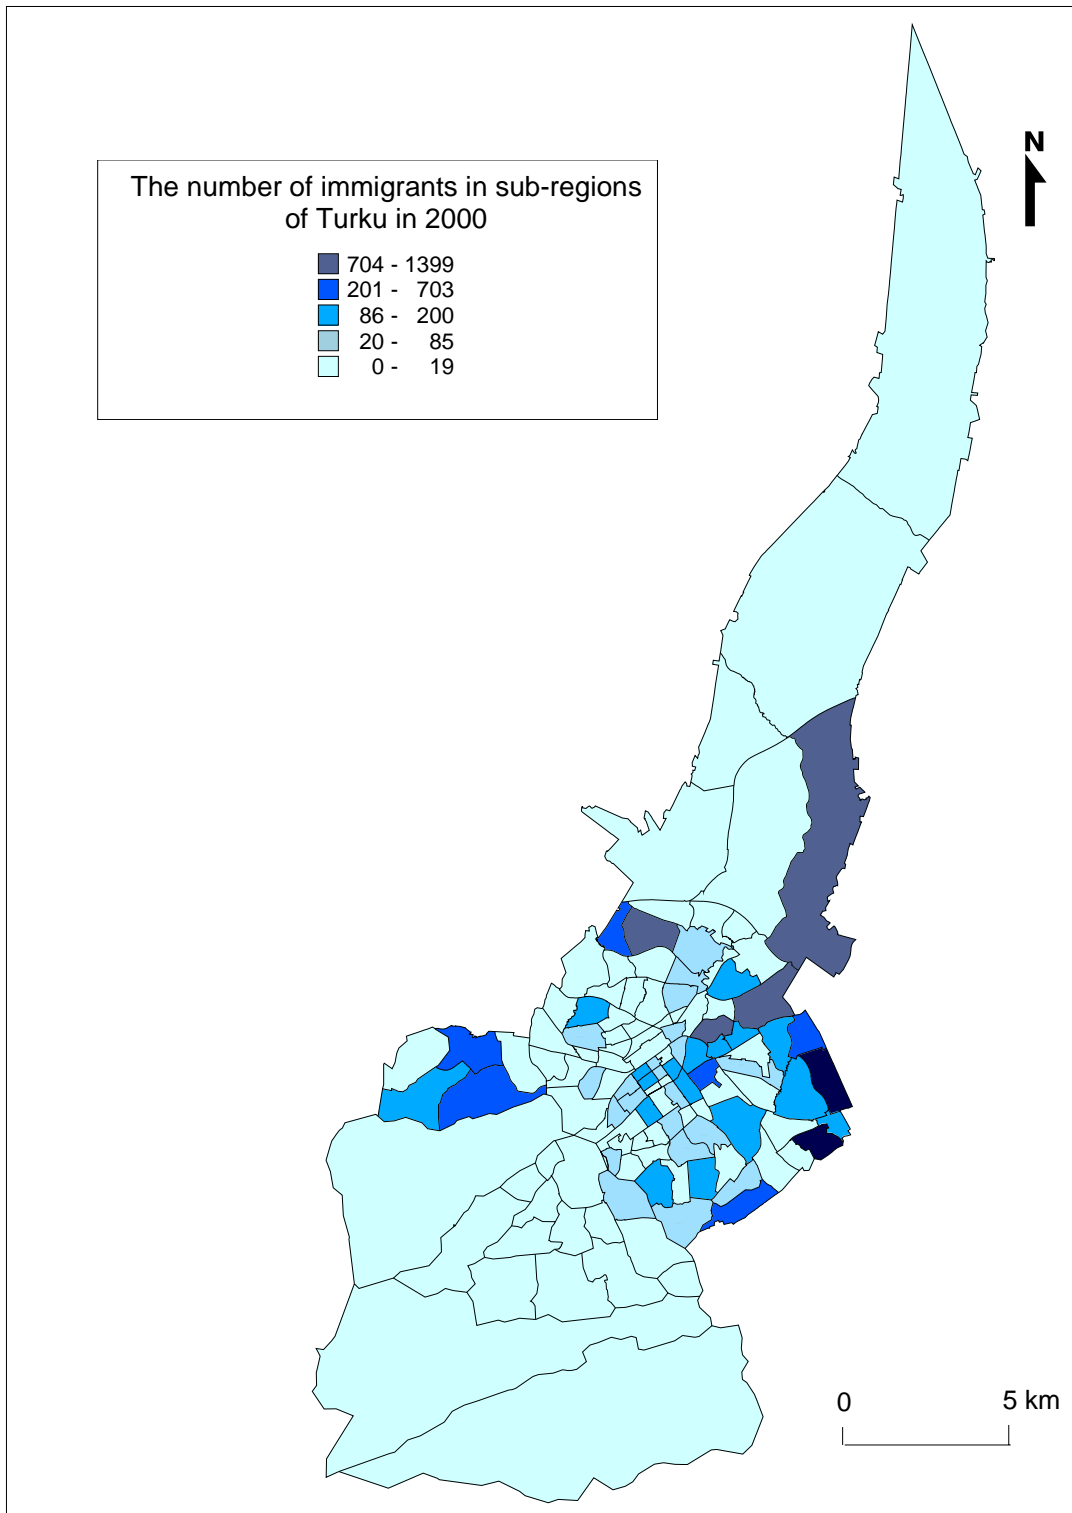 N
The number of immigrants in sub-regions
of Turku in 2000
704 - 1399
201 - 703
86 - 200
20 - 85
0 - 19
0 5 km